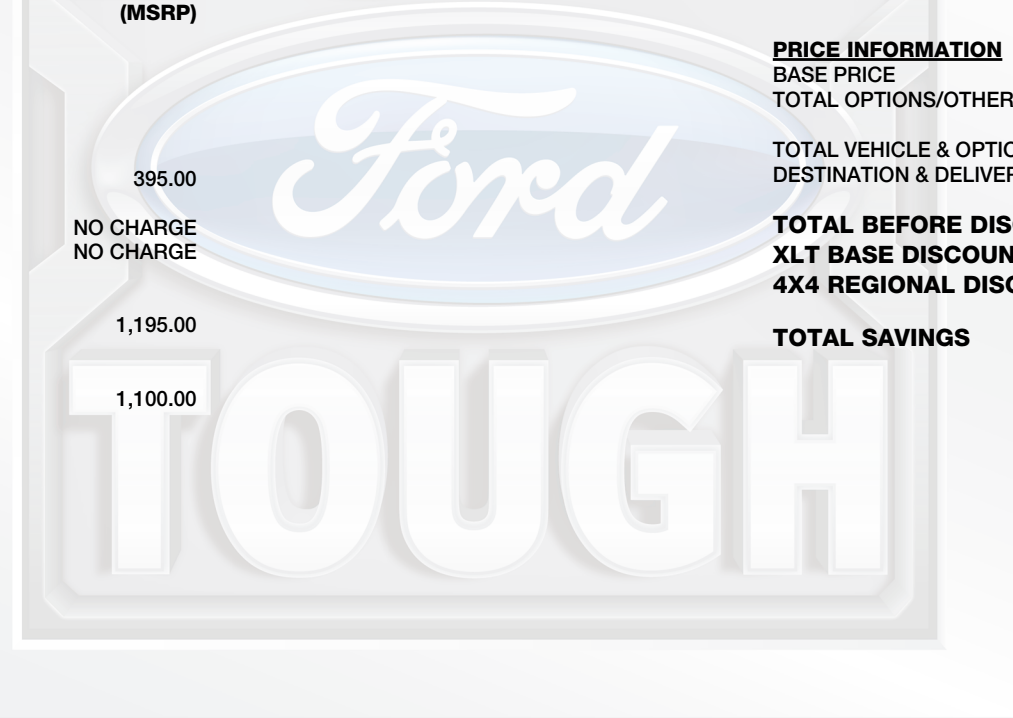 (MSRP)
395.00
NO CHARGE
NO CHARGE
1,195.00
1,100.00
Ford
TOUGH
PRICE INFORMATION
BASE PRICE
TOTAL OPTIONS/OTHER
TOTAL VEHICLE & OPTIO
DESTINATION & DELIVER
TOTAL BEFORE DIS
XLT BASE DISCOUN
4X4 REGIONAL DISC
TOTAL SAVINGS